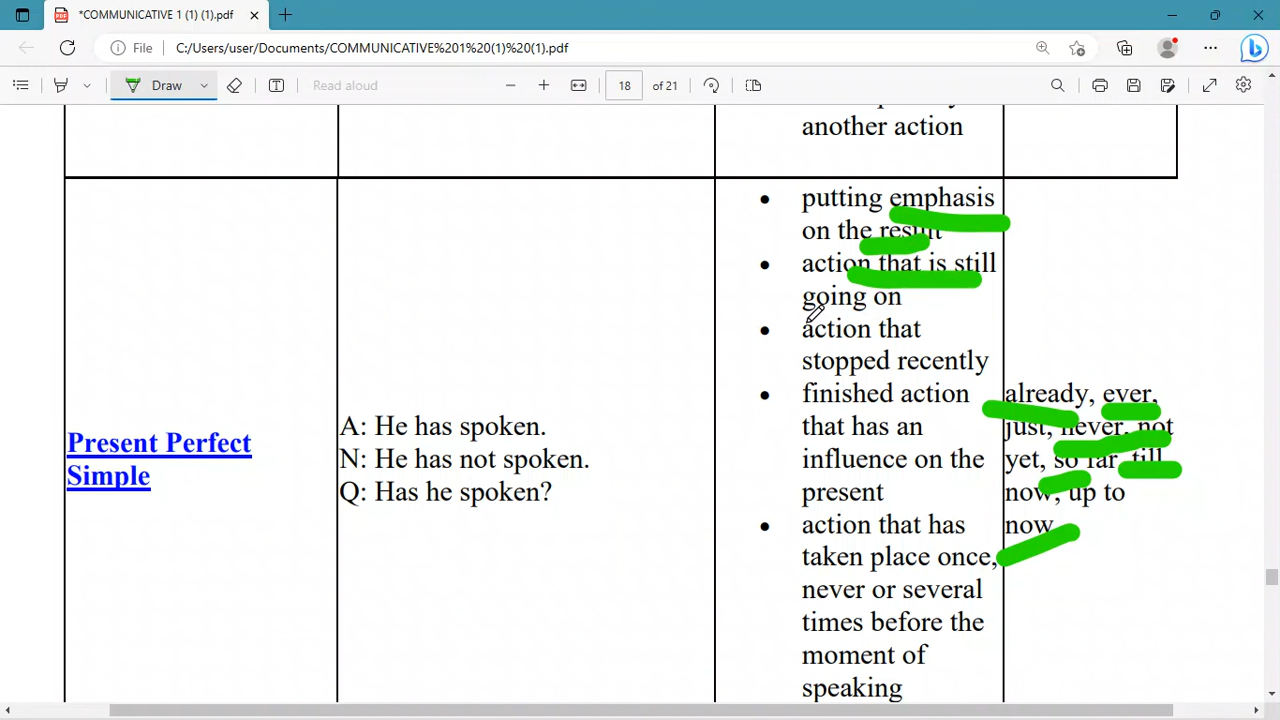 *COMMUNICATIVE 1 (1) (1).pdf
File
C:/Users/user/Documents/COMMUNICATIVE%201%20(1)%20(1).pdf
Draw
Read aloud
18
of 21
another action
Present Perfect
Simple
A: He has spoken.
N: He has not spoken.
Q: Has he spoken?
• putting emphasis
on the result
• action that is still
going on
• action that
stopped recently
• finished action
that has an
influence on the
present
• action that has
taken place once,
never or several
times before the
moment of
speaking
already, ever,
just, never, not
yet, so far, till
now, up to
now